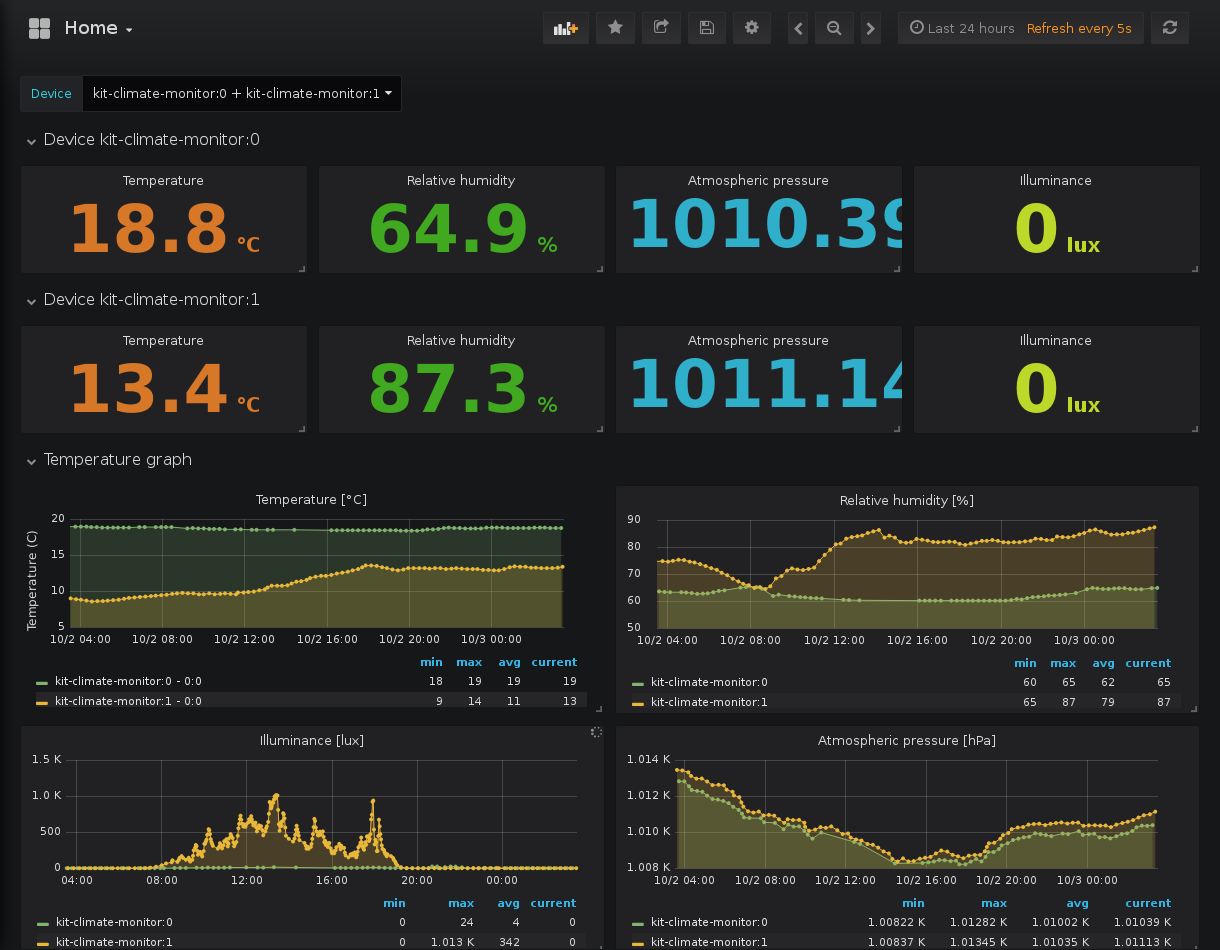 Home
Last 24 hours Refresh every 5s
Device kit-climate-monitor:0 + kit-climate-monitor:1
Device kit-climate-monitor:0
Temperature Relative humidity Atmospheric pressure Illuminance
18.8 °C 64.9 % 1010.39 0 lux
Device kit-climate-monitor:1
Temperature Relative humidity Atmospheric pressure Illuminance
13.4 °C 87.3 % 1011.14 0 lux
Temperature graph
Temperature [°C]
Temperature (C)
20
15
10
5
10/2 04:00 10/2 08:00 10/2 12:00 10/2 16:00 10/2 20:00 10/3 00:00
min max avg current
kit-climate-monitor:0 - 0:0 18 19 19 19
kit-climate-monitor:1 - 0:0 9 14 11 13
Relative humidity [%]
90
80
70
60
50
10/2 04:00 10/2 08:00 10/2 12:00 10/2 16:00 10/2 20:00 10/3 00:00
min max avg current
kit-climate-monitor:0 60 65 62 65
kit-climate-monitor:1 65 87 79 87
Illuminance [lux]
1.5 K
1.0 K
500
0
04:00 08:00 12:00 16:00 20:00 00:00
min max avg current
kit-climate-monitor:0 0 24 4 0
kit-climate-monitor:1 0 1.013 K 342 0
Atmospheric pressure [hPa]
1.014 K
1.012 K
1.010 K
1.008 K
10/2 04:00 10/2 08:00 10/2 12:00 10/2 16:00 10/2 20:00 10/3 00:00
min max avg current
kit-climate-monitor:0 1.00822 K 1.01282 K 1.01002 K 1.01039 K
kit-climate-monitor:1 1.00837 K 1.01345 K 1.01035 K 1.01113 K